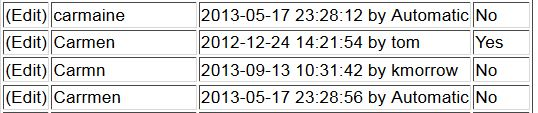 (Edit) carmaine 2013-05-17 23:28:12 by Automatic No
(Edit) Carmen 2012-12-24 14:21:54 by tom Yes
(Edit) Carmn 2013-09-13 10:31:42 by kmorrow No
(Edit) Carrmen 2013-05-17 23:28:56 by Automatic No